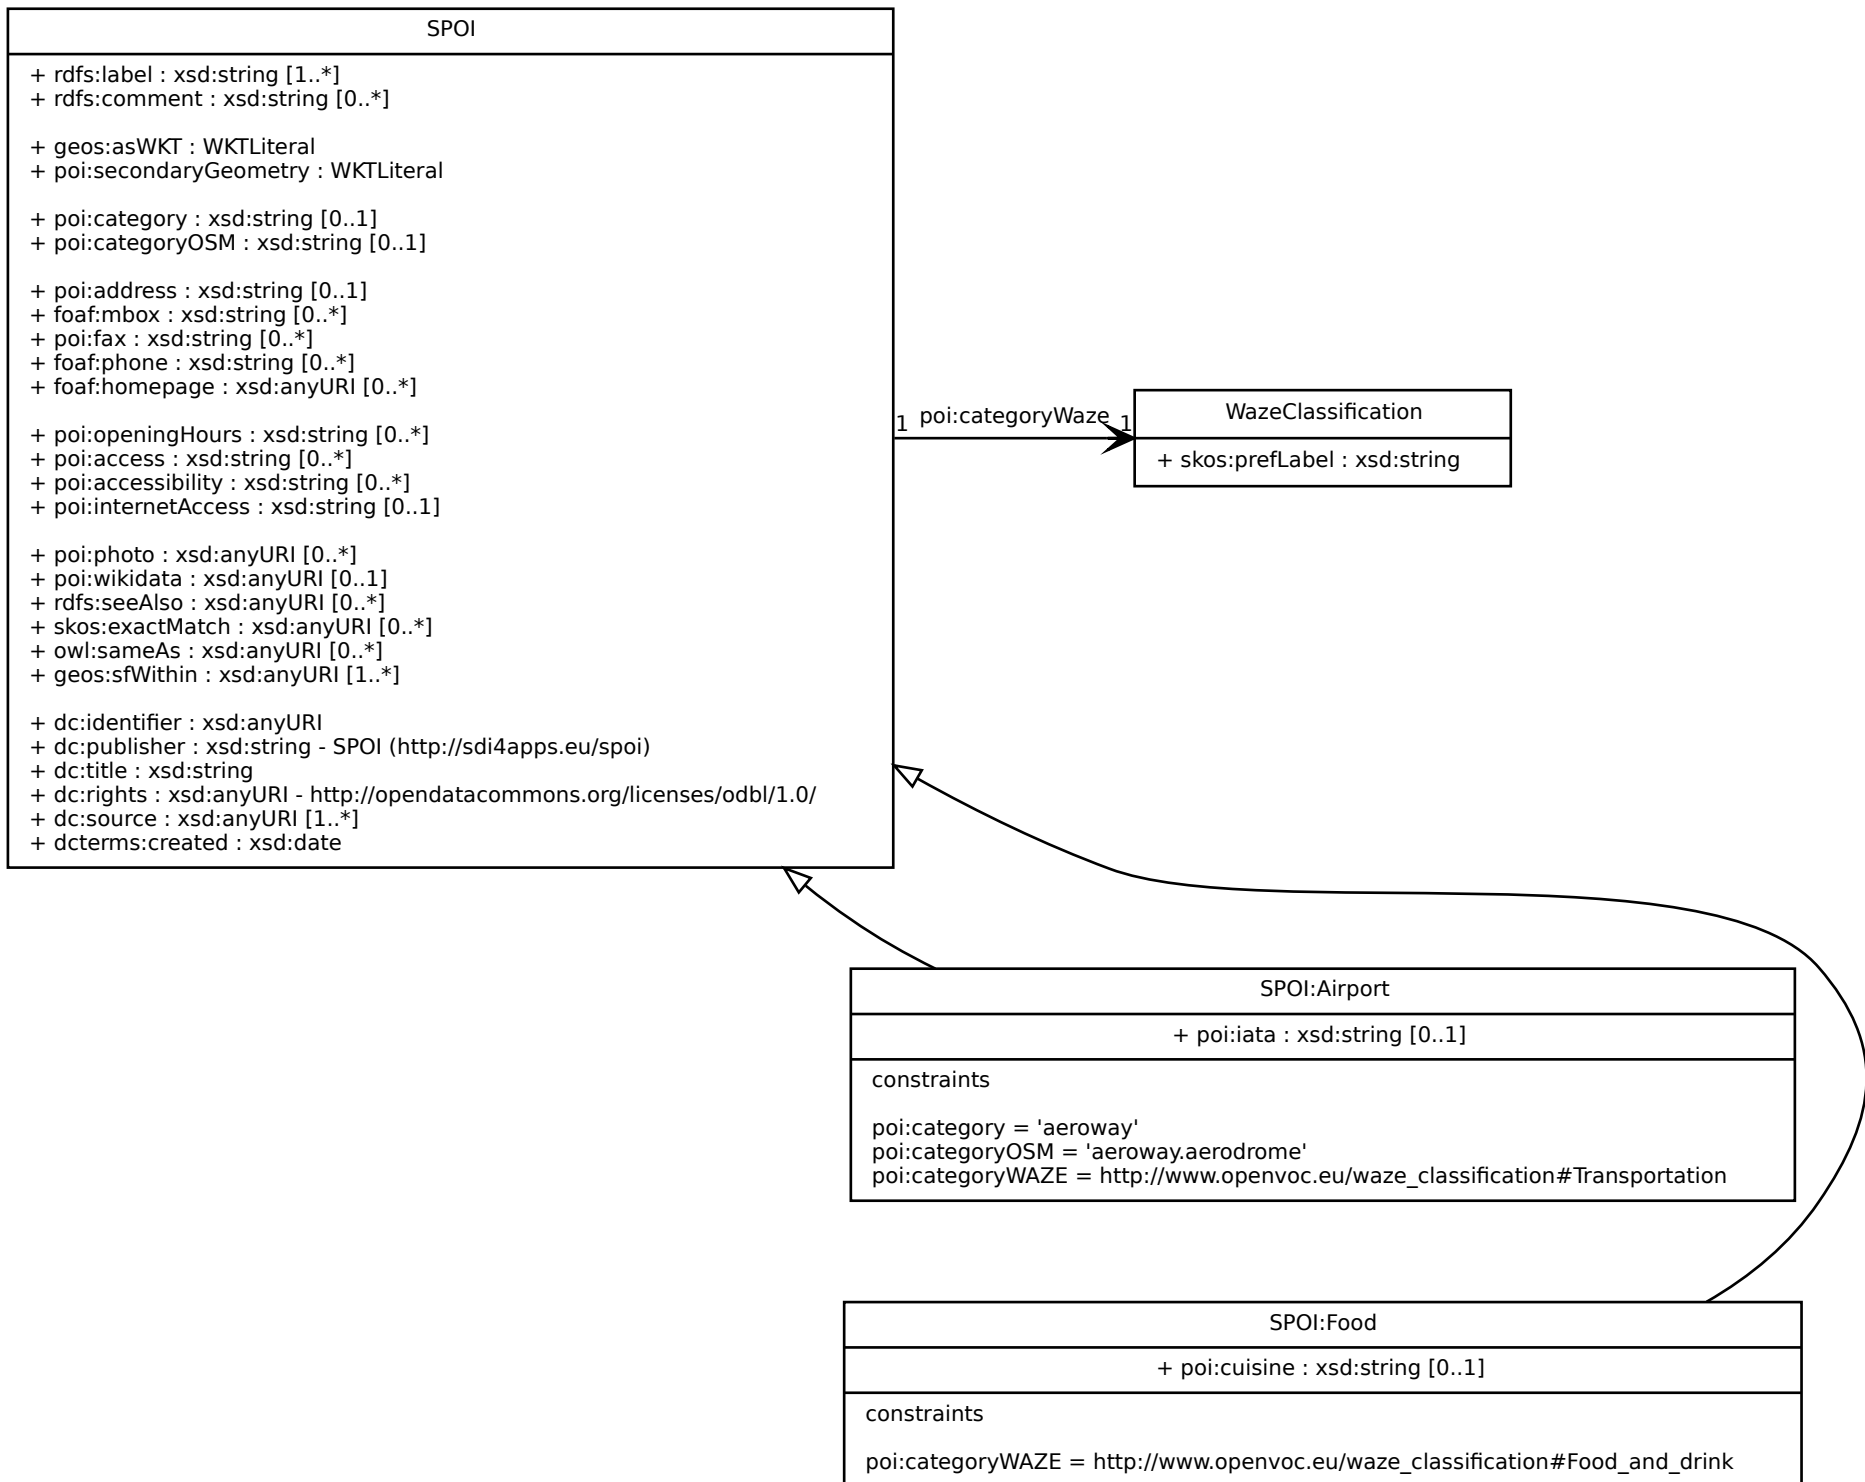 SPOI
+ rdfs:label : xsd:string [1..*]
+ rdfs:comment : xsd:string [0..*]
+ geos:asWKT : WKTLiteral
+ poi:secondaryGeometry : WKTLiteral
+ poi:category : xsd:string [0..1]
+ poi:categoryOSM : xsd:string [0..1]
+ poi:address : xsd:string [0..1]
+ foaf:mbox : xsd:string [0..*]
+ poi:fax : xsd:string [0..*]
+ foaf:phone : xsd:string [0..*]
+ foaf:homepage : xsd:anyURI [0..*]
+ poi:openingHours : xsd:string [0..*]
+ poi:access : xsd:string [0..*]
+ poi:accessibility : xsd:string [0..*]
+ poi:internetAccess : xsd:string [0..1]
+ poi:photo : xsd:anyURI [0..*]
+ poi:wikidata : xsd:anyURI [0..1]
+ rdfs:seeAlso : xsd:anyURI [0..*]
+ skos:exactMatch : xsd:anyURI [0..*]
+ owl:sameAs : xsd:anyURI [0..*]
+ geos:sfWithin : xsd:anyURI [1..*]
+ dc:identifier : xsd:anyURI
+ dc:publisher : xsd:string - SPOI (http://sdi4apps.eu/spoi)
+ dc:title : xsd:string
+ dc:rights : xsd:anyURI - http://opendatacommons.org/licenses/odbl/1.0/
+ dc:source : xsd:anyURI [1..*]
+ dcterms:created : xsd:date
1 poi:categoryWaze 1
WazeClassification
+ skos:prefLabel : xsd:string
SPOI:Airport
+ poi:iata : xsd:string [0..1]
constraints
poi:category = 'aeroway'
poi:categoryOSM = 'aeroway.aerodrome'
poi:categoryWAZE = http://www.openvoc.eu/waze_classification#Transportation
SPOI:Food
+ poi:cuisine : xsd:string [0..1]
constraints
poi:categoryWAZE = http://www.openvoc.eu/waze_classification#Food_and_drink